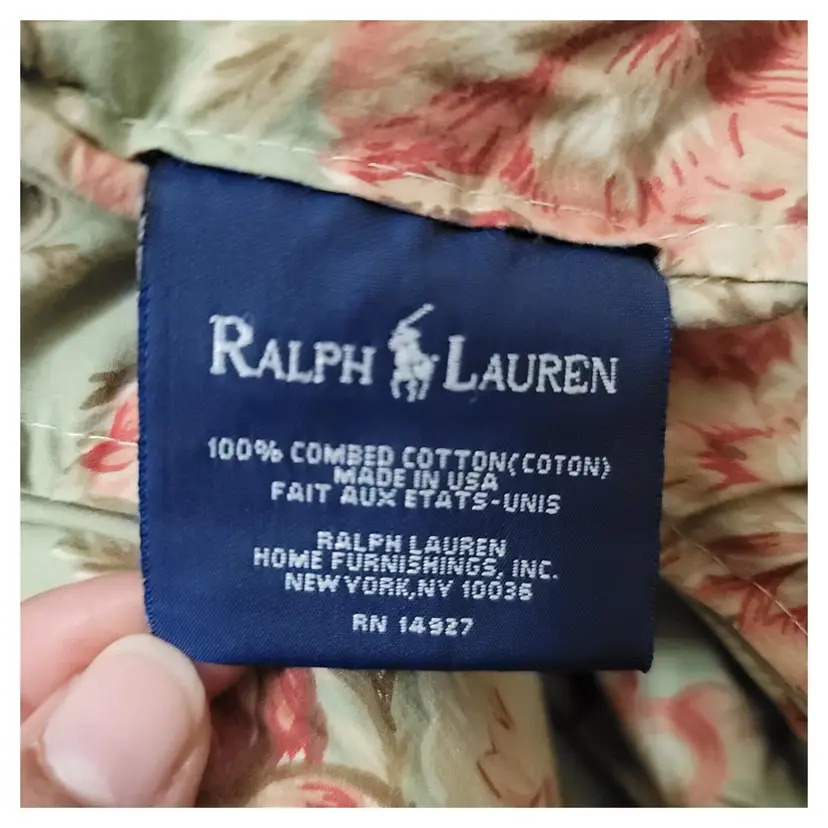 RALPH LAUREN
100% COMBED COTTON(COTON)
MADE IN USA
FAIT AUX ETATS-UNIS
RALPH LAUREN
HOME FURNISHINGS, INC.
NEW YORK,NY 10036
RN 14927